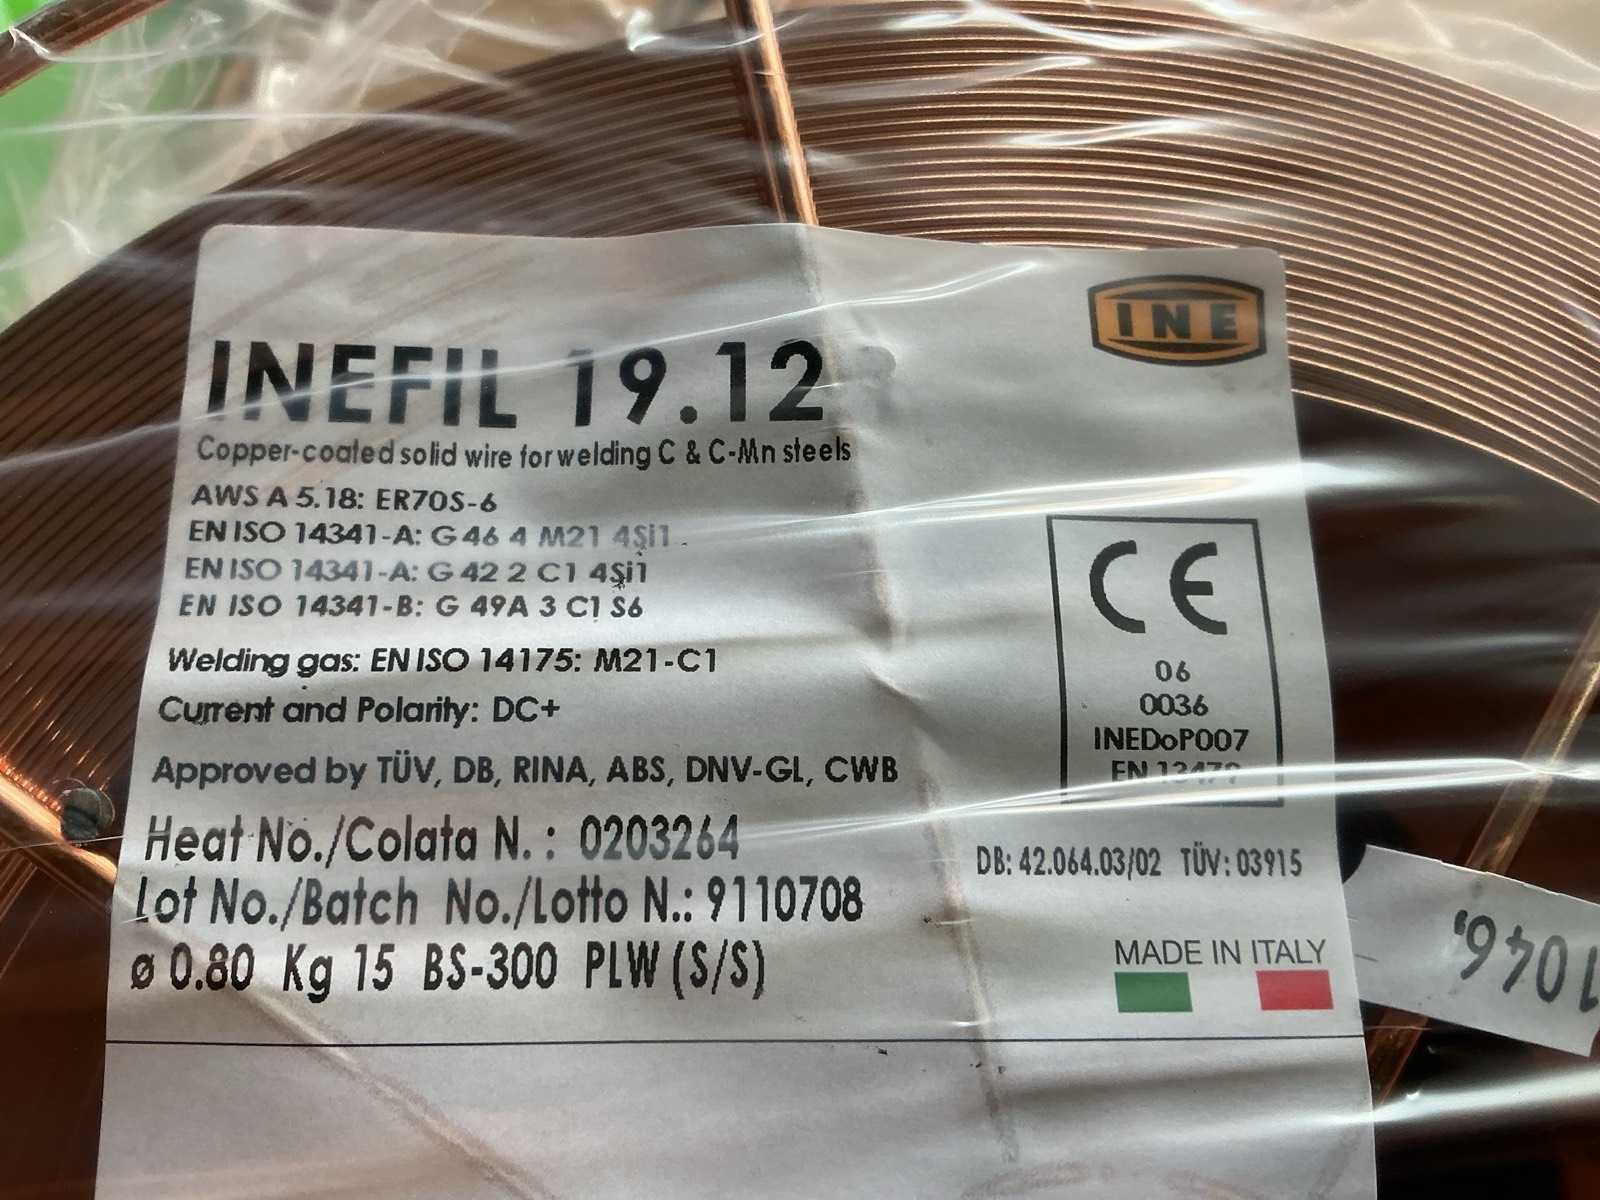 INE
INEFIL 19.12
Copper-coated solid wire for welding C & C-Mn steels
AWS A 5.18: ER70S-6
EN ISO 14341-A: G 46 4 M21 4Si1
EN ISO 14341-A: G 42 2 C1 4Si1
EN ISO 14341-B: G 49A 3 C1 S6
Welding gas: EN ISO 14175: M21-C1
Current and Polarity: DC+
Approved by TÜV, DB, RINA, ABS, DNV-GL, CWB
Heat No./Colata N. : 0203264
Lot No./Batch No./Lotto N.: 9110708
ø 0.80 Kg 15 BS-300 PLW (S/S)
CE
06
0036
INEDoP007
EN 13479
DB: 42.064.03/02 TÜV: 03915
MADE IN ITALY